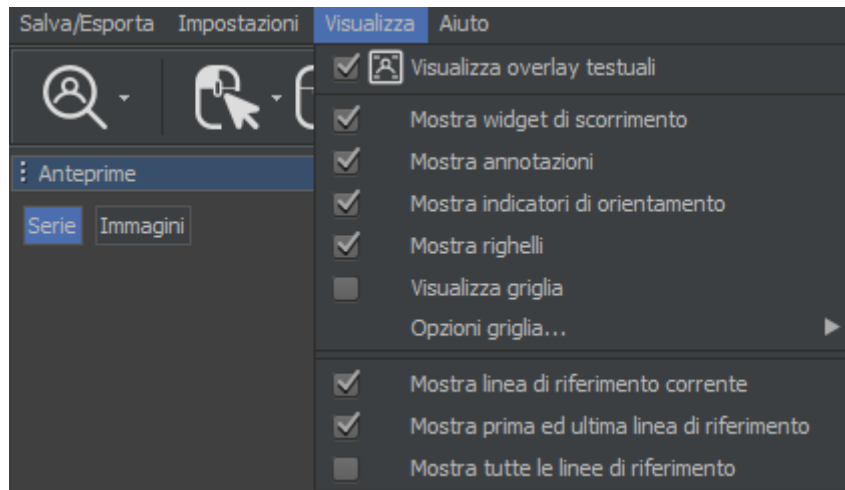 Salva/Esporta Impostazioni Visualizza Aiuto
Visualizza overlay testuali
Mostra widget di scorrimento
Mostra annotazioni
Anteprime
Mostra indicatori di orientamento
Serie Immagini
Mostra righelli
Visualizza griglia
Opzioni griglia...
Mostra linea di riferimento corrente
Mostra prima ed ultima linea di riferimento
Mostra tutte le linee di riferimento